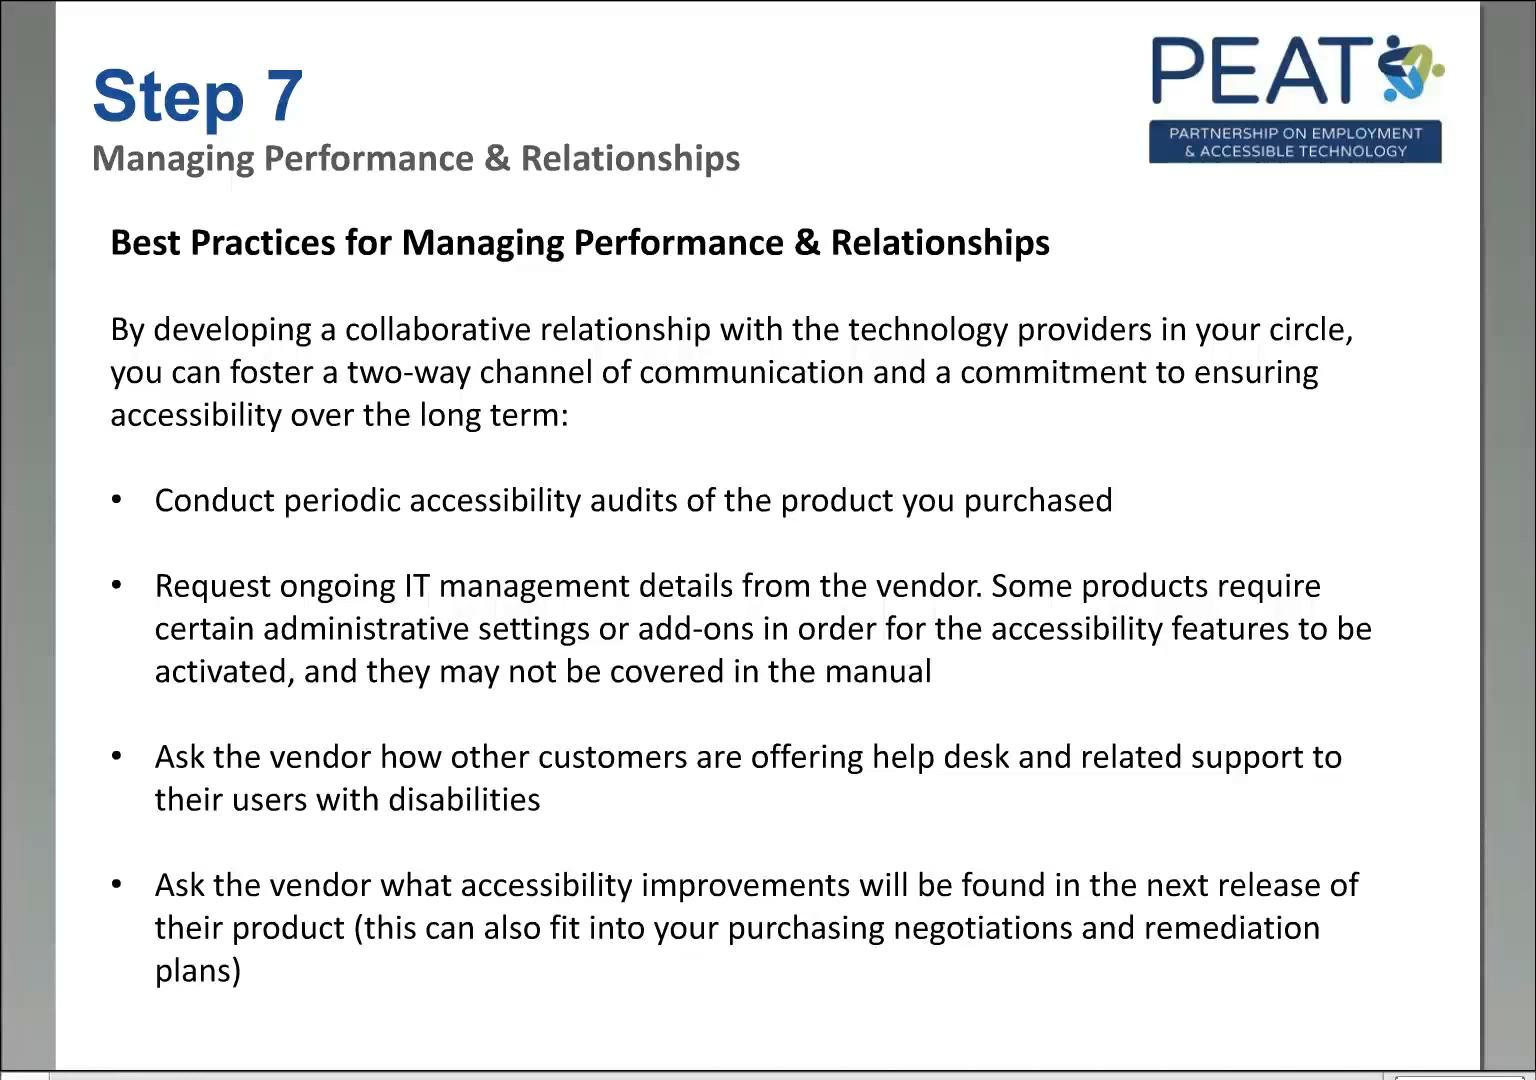 Step 7
Managing Performance & Relationships
PEAT
PARTNERSHIP ON EMPLOYMENT
& ACCESSIBLE TECHNOLOGY
Best Practices for Managing Performance & Relationships
By developing a collaborative relationship with the technology providers in your circle,
you can foster a two-way channel of communication and a commitment to ensuring
accessibility over the long term:
• Conduct periodic accessibility audits of the product you purchased
• Request ongoing IT management details from the vendor. Some products require
certain administrative settings or add-ons in order for the accessibility features to be
activated, and they may not be covered in the manual
• Ask the vendor how other customers are offering help desk and related support to
their users with disabilities
• Ask the vendor what accessibility improvements will be found in the next release of
their product (this can also fit into your purchasing negotiations and remediation
plans)